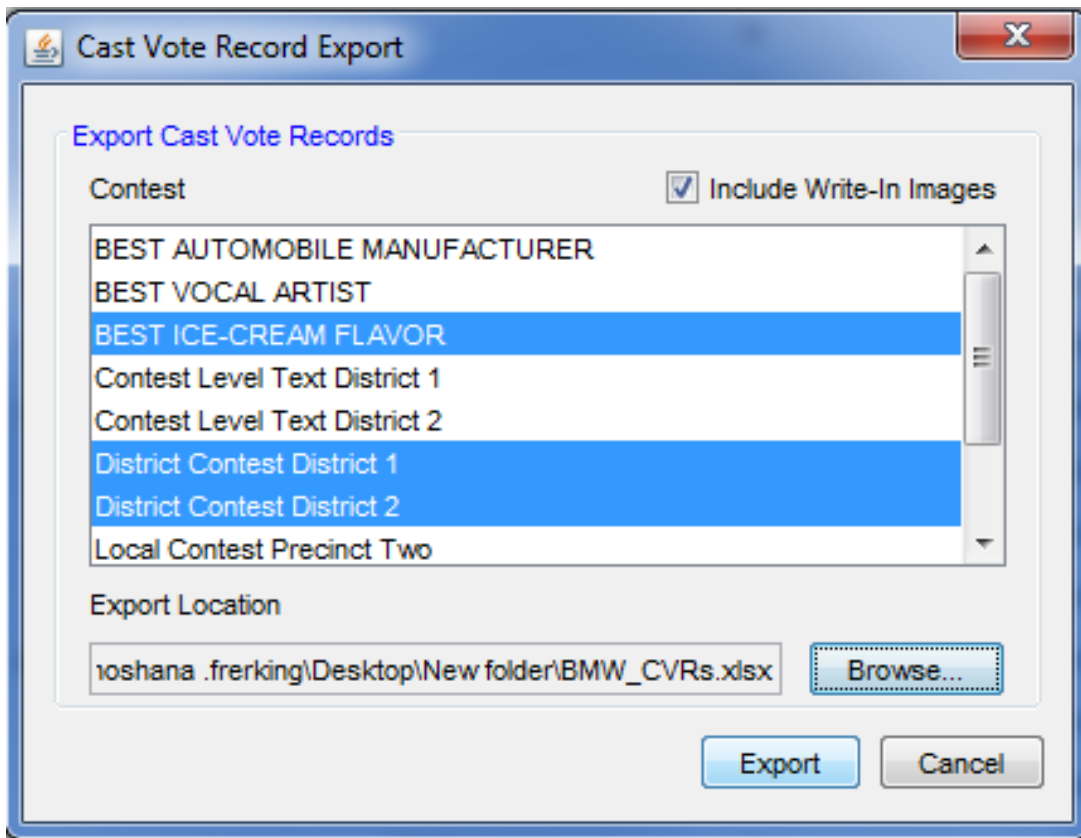 Cast Vote Record Export
Export Cast Vote Records
Contest Include Write-In Images
BEST AUTOMOBILE MANUFACTURER
BEST VOCAL ARTIST
BEST ICE-CREAM FLAVOR
Contest Level Text District 1
Contest Level Text District 2
District Contest District 1
District Contest District 2
Local Contest Precinct Two
Export Location
.frerking\Desktop\New folder\BMW_CVRs.xlsx Browse...
Export Cancel